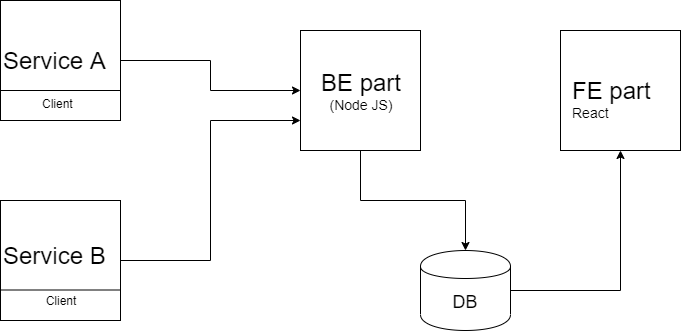 Service A
Client
BE part
(Node JS)
FE part
React
Service B
Client
DB